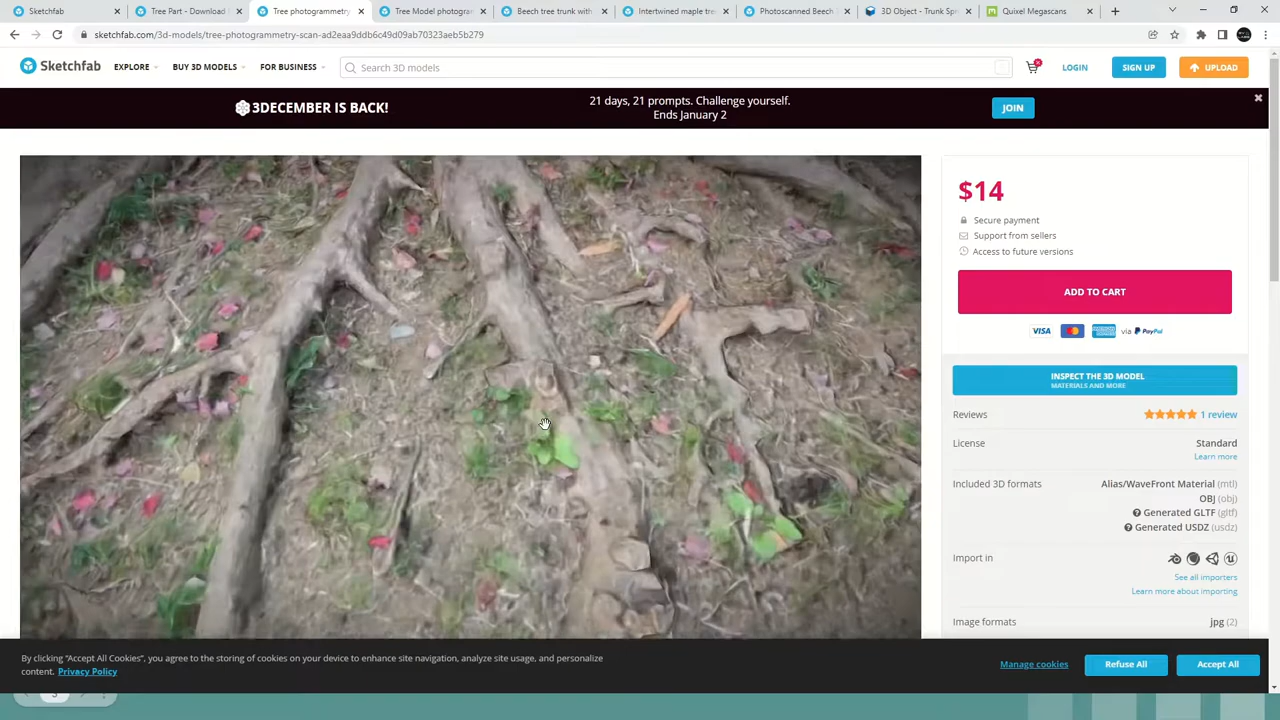 Sketchfab
Tree Part - Download
Tree photogrammetry
Tree Model photogra
Beech tree trunk with
Intertwined maple tre
Photoscanned Beech
3D Object - Trunk Spr
Quixel Megascans
sketchfab.com/3d-models/tree-photogrammetry-scan-ad2eaa9ddb6c49d09ab70323aeb5b279
Sketchfab
EXPLORE
BUY 3D MODELS
FOR BUSINESS
Search 3D models
LOGIN
SIGN UP
UPLOAD
3DECEMBER IS BACK!
21 days, 21 prompts. Challenge yourself.
Ends January 2
JOIN
$14
Secure payment
Support from sellers
Access to future versions
ADD TO CART
VISA
via PayPal
INSPECT THE 3D MODEL
MATERIALS AND MORE
Reviews
1 review
License
Standard
Learn more
Included 3D formats
Alias/WaveFront Material (mtl)
OBJ (obj)
Generated GLTF (gltf)
Generated USDZ (usdz)
Import in
See all importers
Learn more about importing
Image formats
jpg (2)
By clicking “Accept All Cookies”, you agree to the storing of cookies on your device to enhance site navigation, analyze site usage, and personalize
content. Privacy Policy
Manage cookies
Refuse All
Accept All